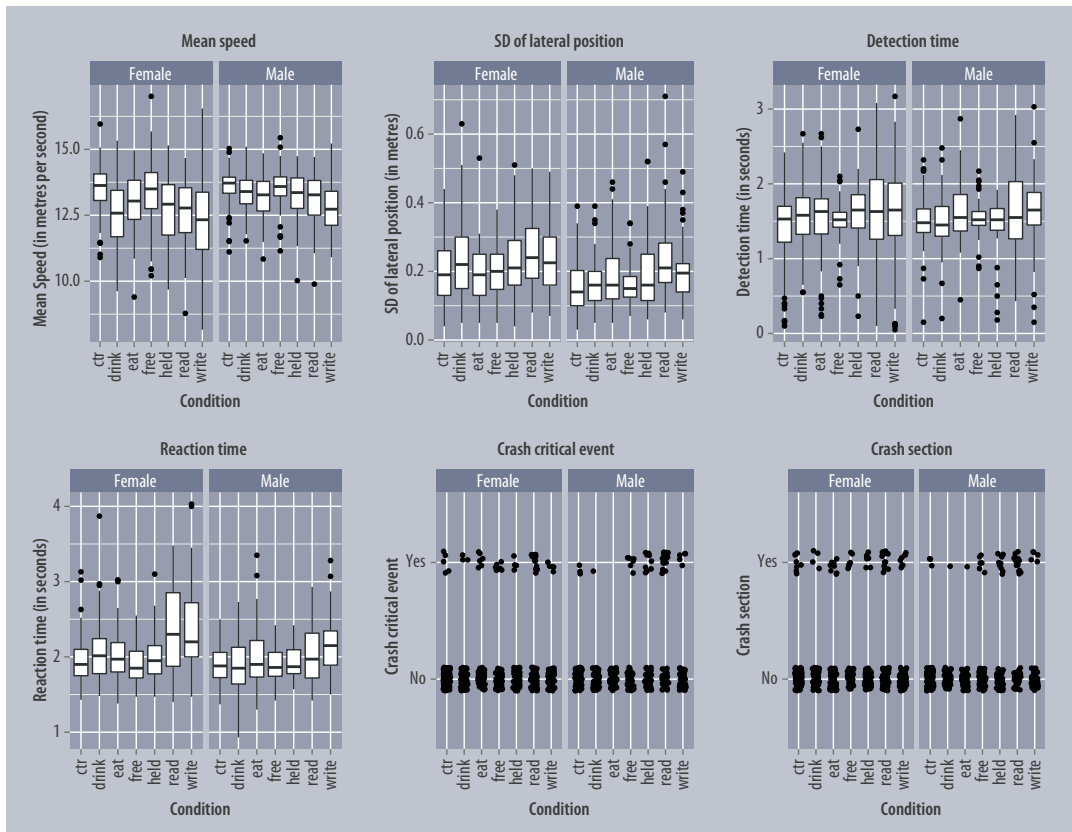 Mean speed
Female Male
Mean Speed (in metres per second)
15.0
12.5
10.0
ctr drink eat free held read write ctr drink eat free held read write
Condition
SD of lateral position
Female Male
SD of lateral position (in metres)
0.6
0.4
0.2
0.0
ctr drink eat free held read write ctr drink eat free held read write
Condition
Detection time
Female Male
Detection time (in seconds)
3
2
1
0
ctr drink eat free held read write ctr drink eat free held read write
Condition
Reaction time
Female Male
Reaction time (in seconds)
4
3
2
1
ctr drink eat free held read write ctr drink eat free held read write
Condition
Crash critical event
Female Male
Crash critical event
Yes
No
ctr drink eat free held read write ctr drink eat free held read write
Condition
Crash section
Female Male
Crash section
Yes
No
ctr drink eat free held read write ctr drink eat free held read write
Condition